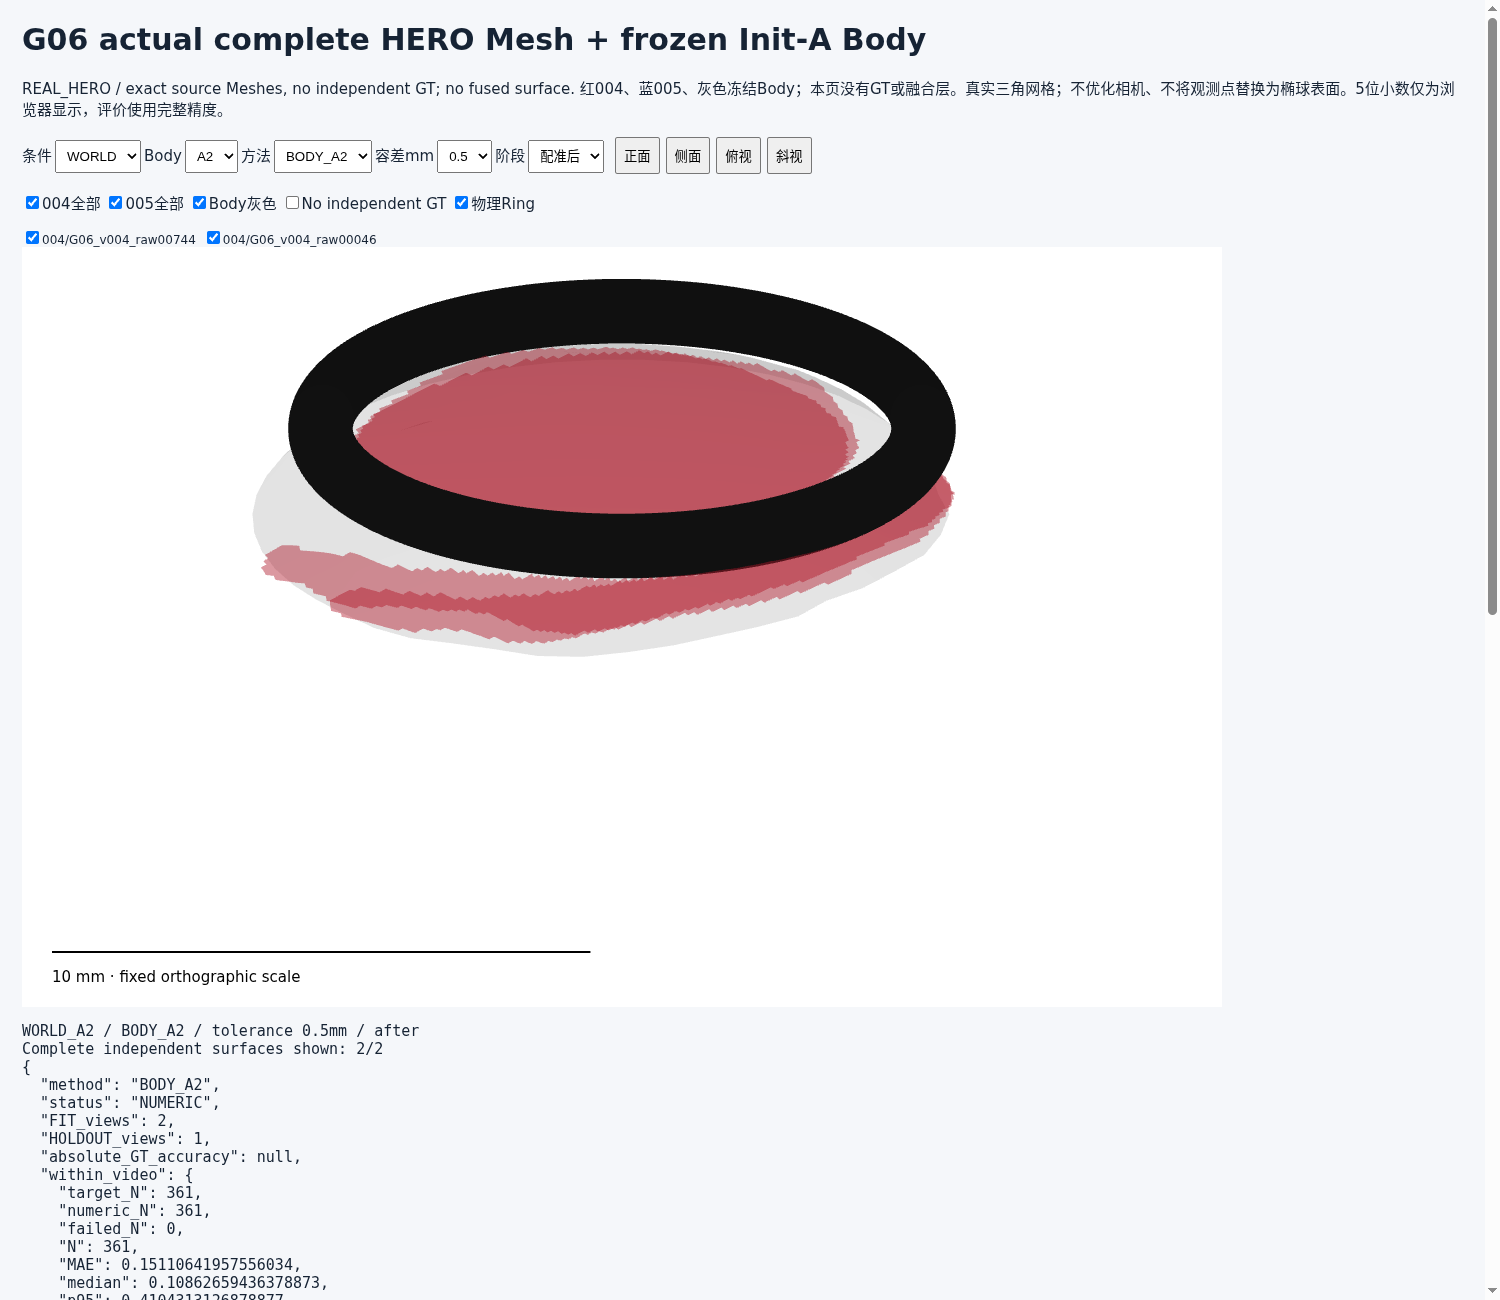 G06 actual complete HERO Mesh + frozen Init-A Body
REAL_HERO / exact source Meshes, no independent GT; no fused surface. 红004、蓝005、灰色冻结Body；本页没有GT或融合层。真实三角网格；不优化相机、不将观测点替换为椭球表面。5位小数仅为浏
览器显示，评价使用完整精度。
条件 WORLD Body A2 方法 BODY_A2 容差mm 0.5 阶段 配准后 正面 侧面 俯视 斜视
004全部 005全部 Body灰色 No independent GT 物理Ring
004/G06_v004_raw00744 004/G06_v004_raw00046
10 mm · fixed orthographic scale
WORLD_A2 / BODY_A2 / tolerance 0.5mm / after
Complete independent surfaces shown: 2/2
{
"method": "BODY_A2",
"status": "NUMERIC",
"FIT_views": 2,
"HOLDOUT_views": 1,
"absolute_GT_accuracy": null,
"within_video": {
"target_N": 361,
"numeric_N": 361,
"failed_N": 0,
"N": 361,
"MAE": 0.15110641957556034,
"median": 0.10862659436378873,
"p95": 0.4104313126878877